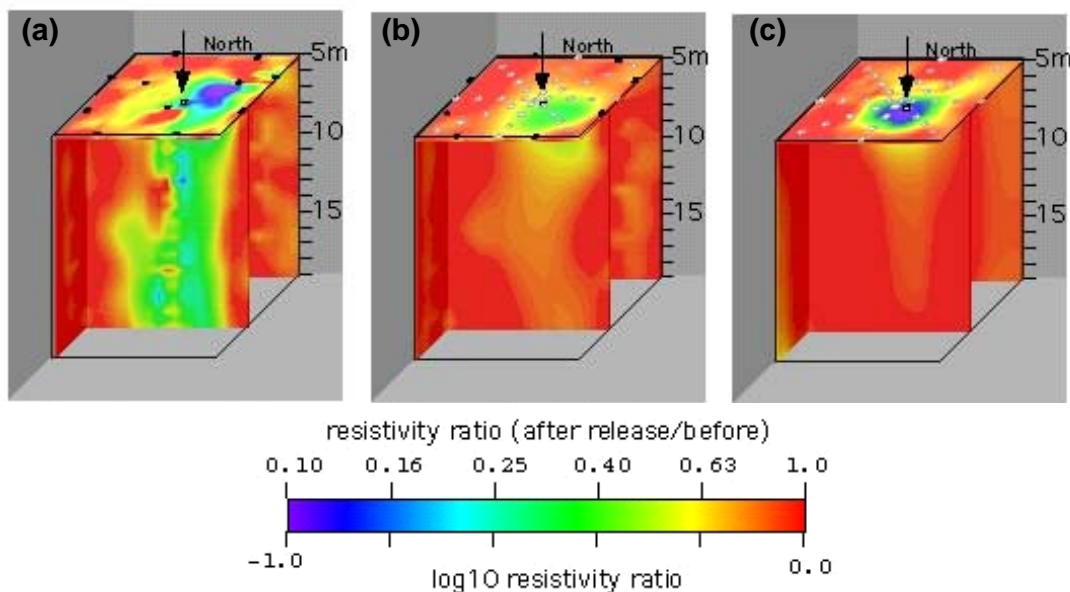 (a)
North
5m
10
15
(b)
North
5m
10
15
(c)
North
5m
10
15
resistivity ratio (after release/before)
0.10 0.16 0.25 0.40 0.63 1.0
-1.0 0.0
log10 resistivity ratio